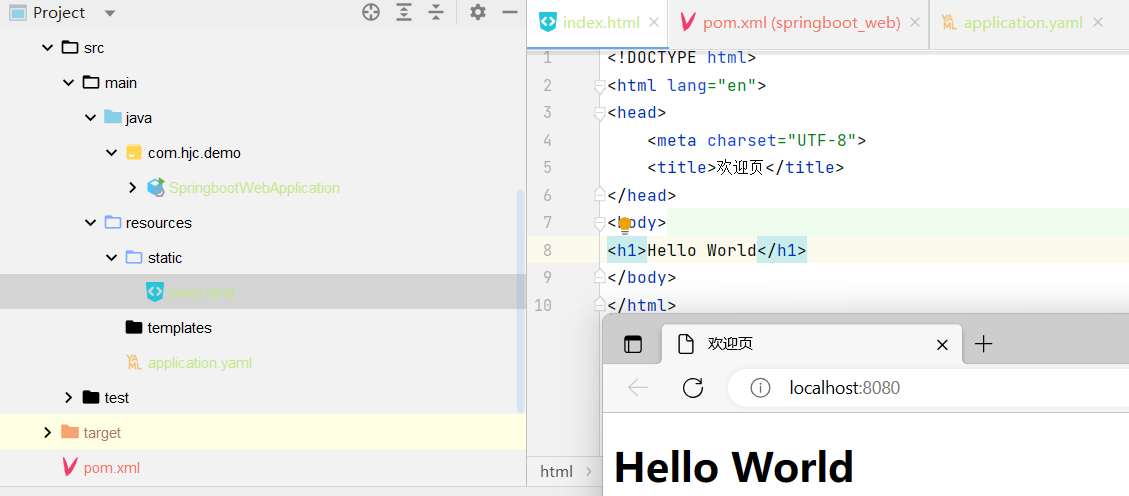 Project
src
main
java
com.hjc.demo
SpringbootWebApplication
resources
static
index.html
templates
application.yaml
test
target
pom.xml
index.html
pom.xml (springboot_web)
application.yaml
1 <!DOCTYPE html>
2 <html lang="en">
3 <head>
4 <meta charset="UTF-8">
5 <title>欢迎页</title>
6 </head>
7 <body>
8 <h1>Hello World</h1>
9 </body>
10 </html>
html
欢迎页
localhost:8080
Hello World